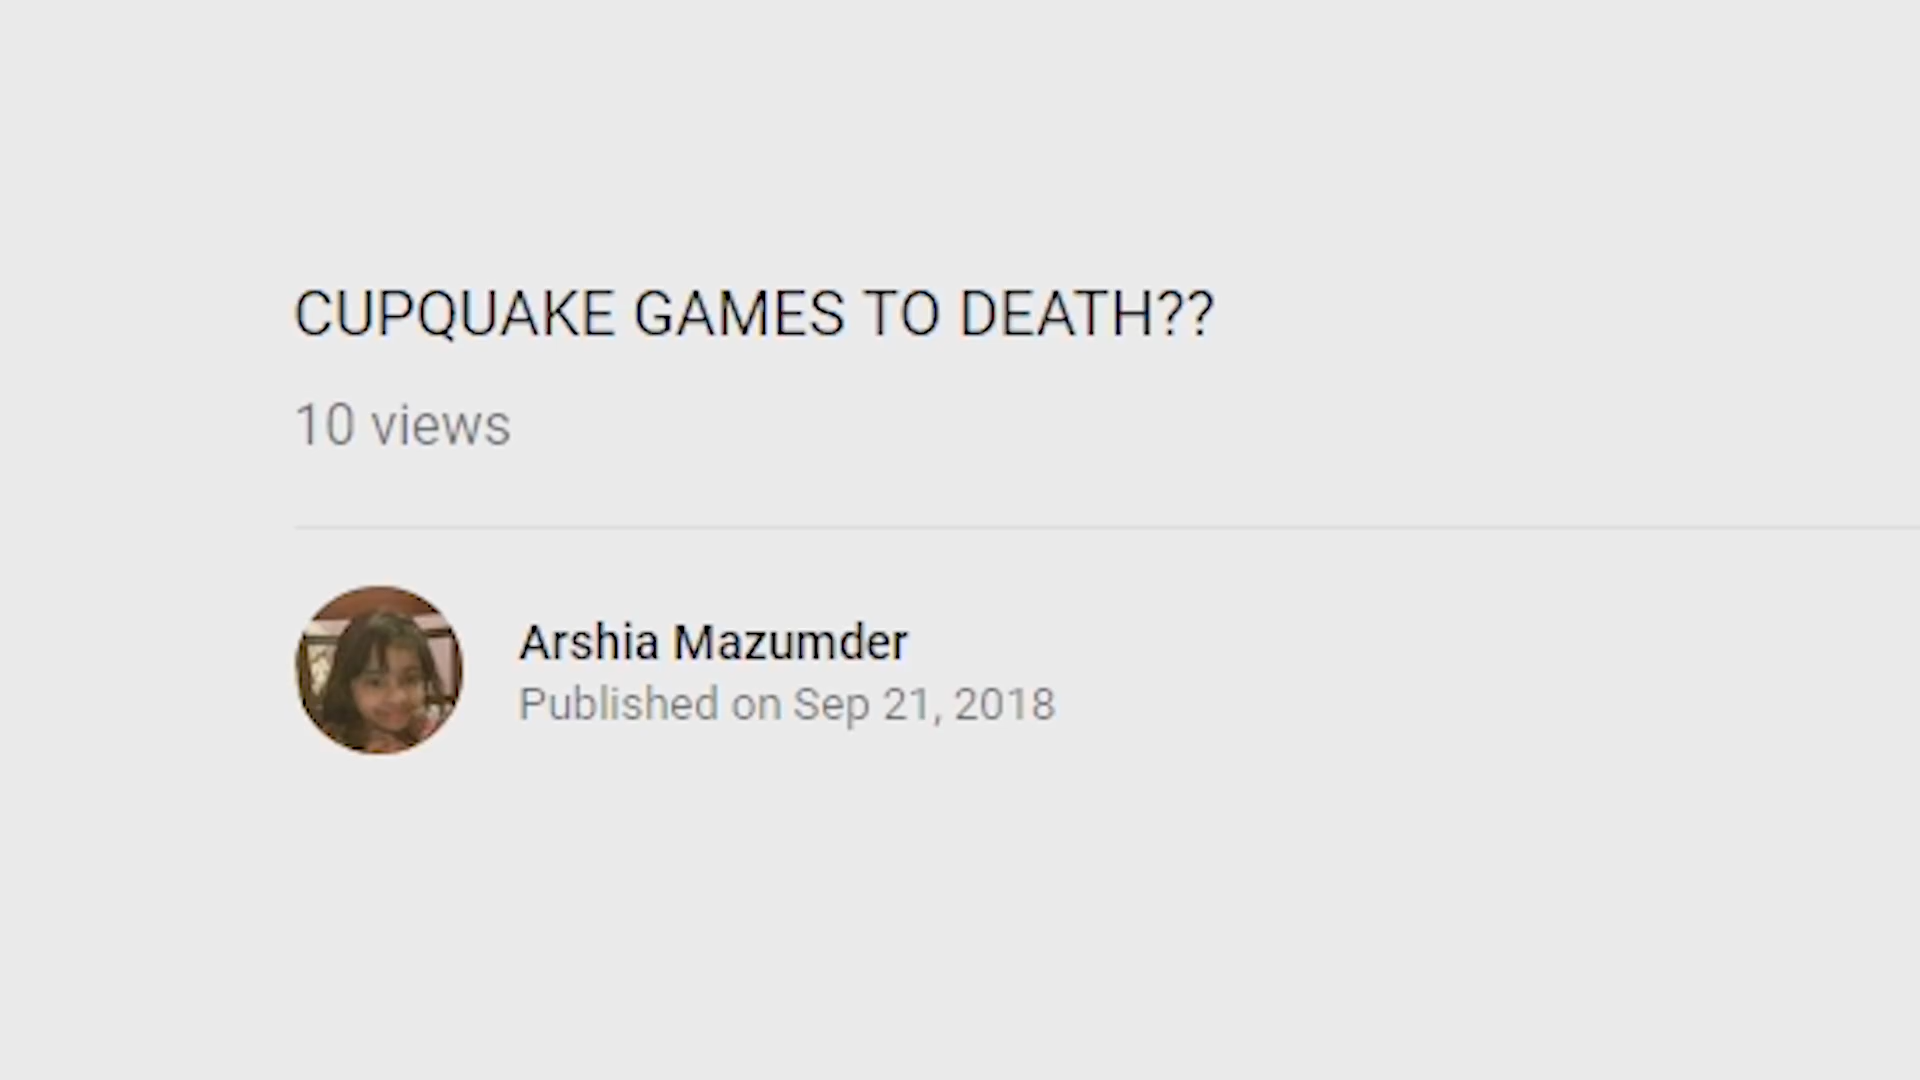 CUPQUAKE GAMES TO DEATH??
10 views
Arshia Mazumder
Published on Sep 21, 2018